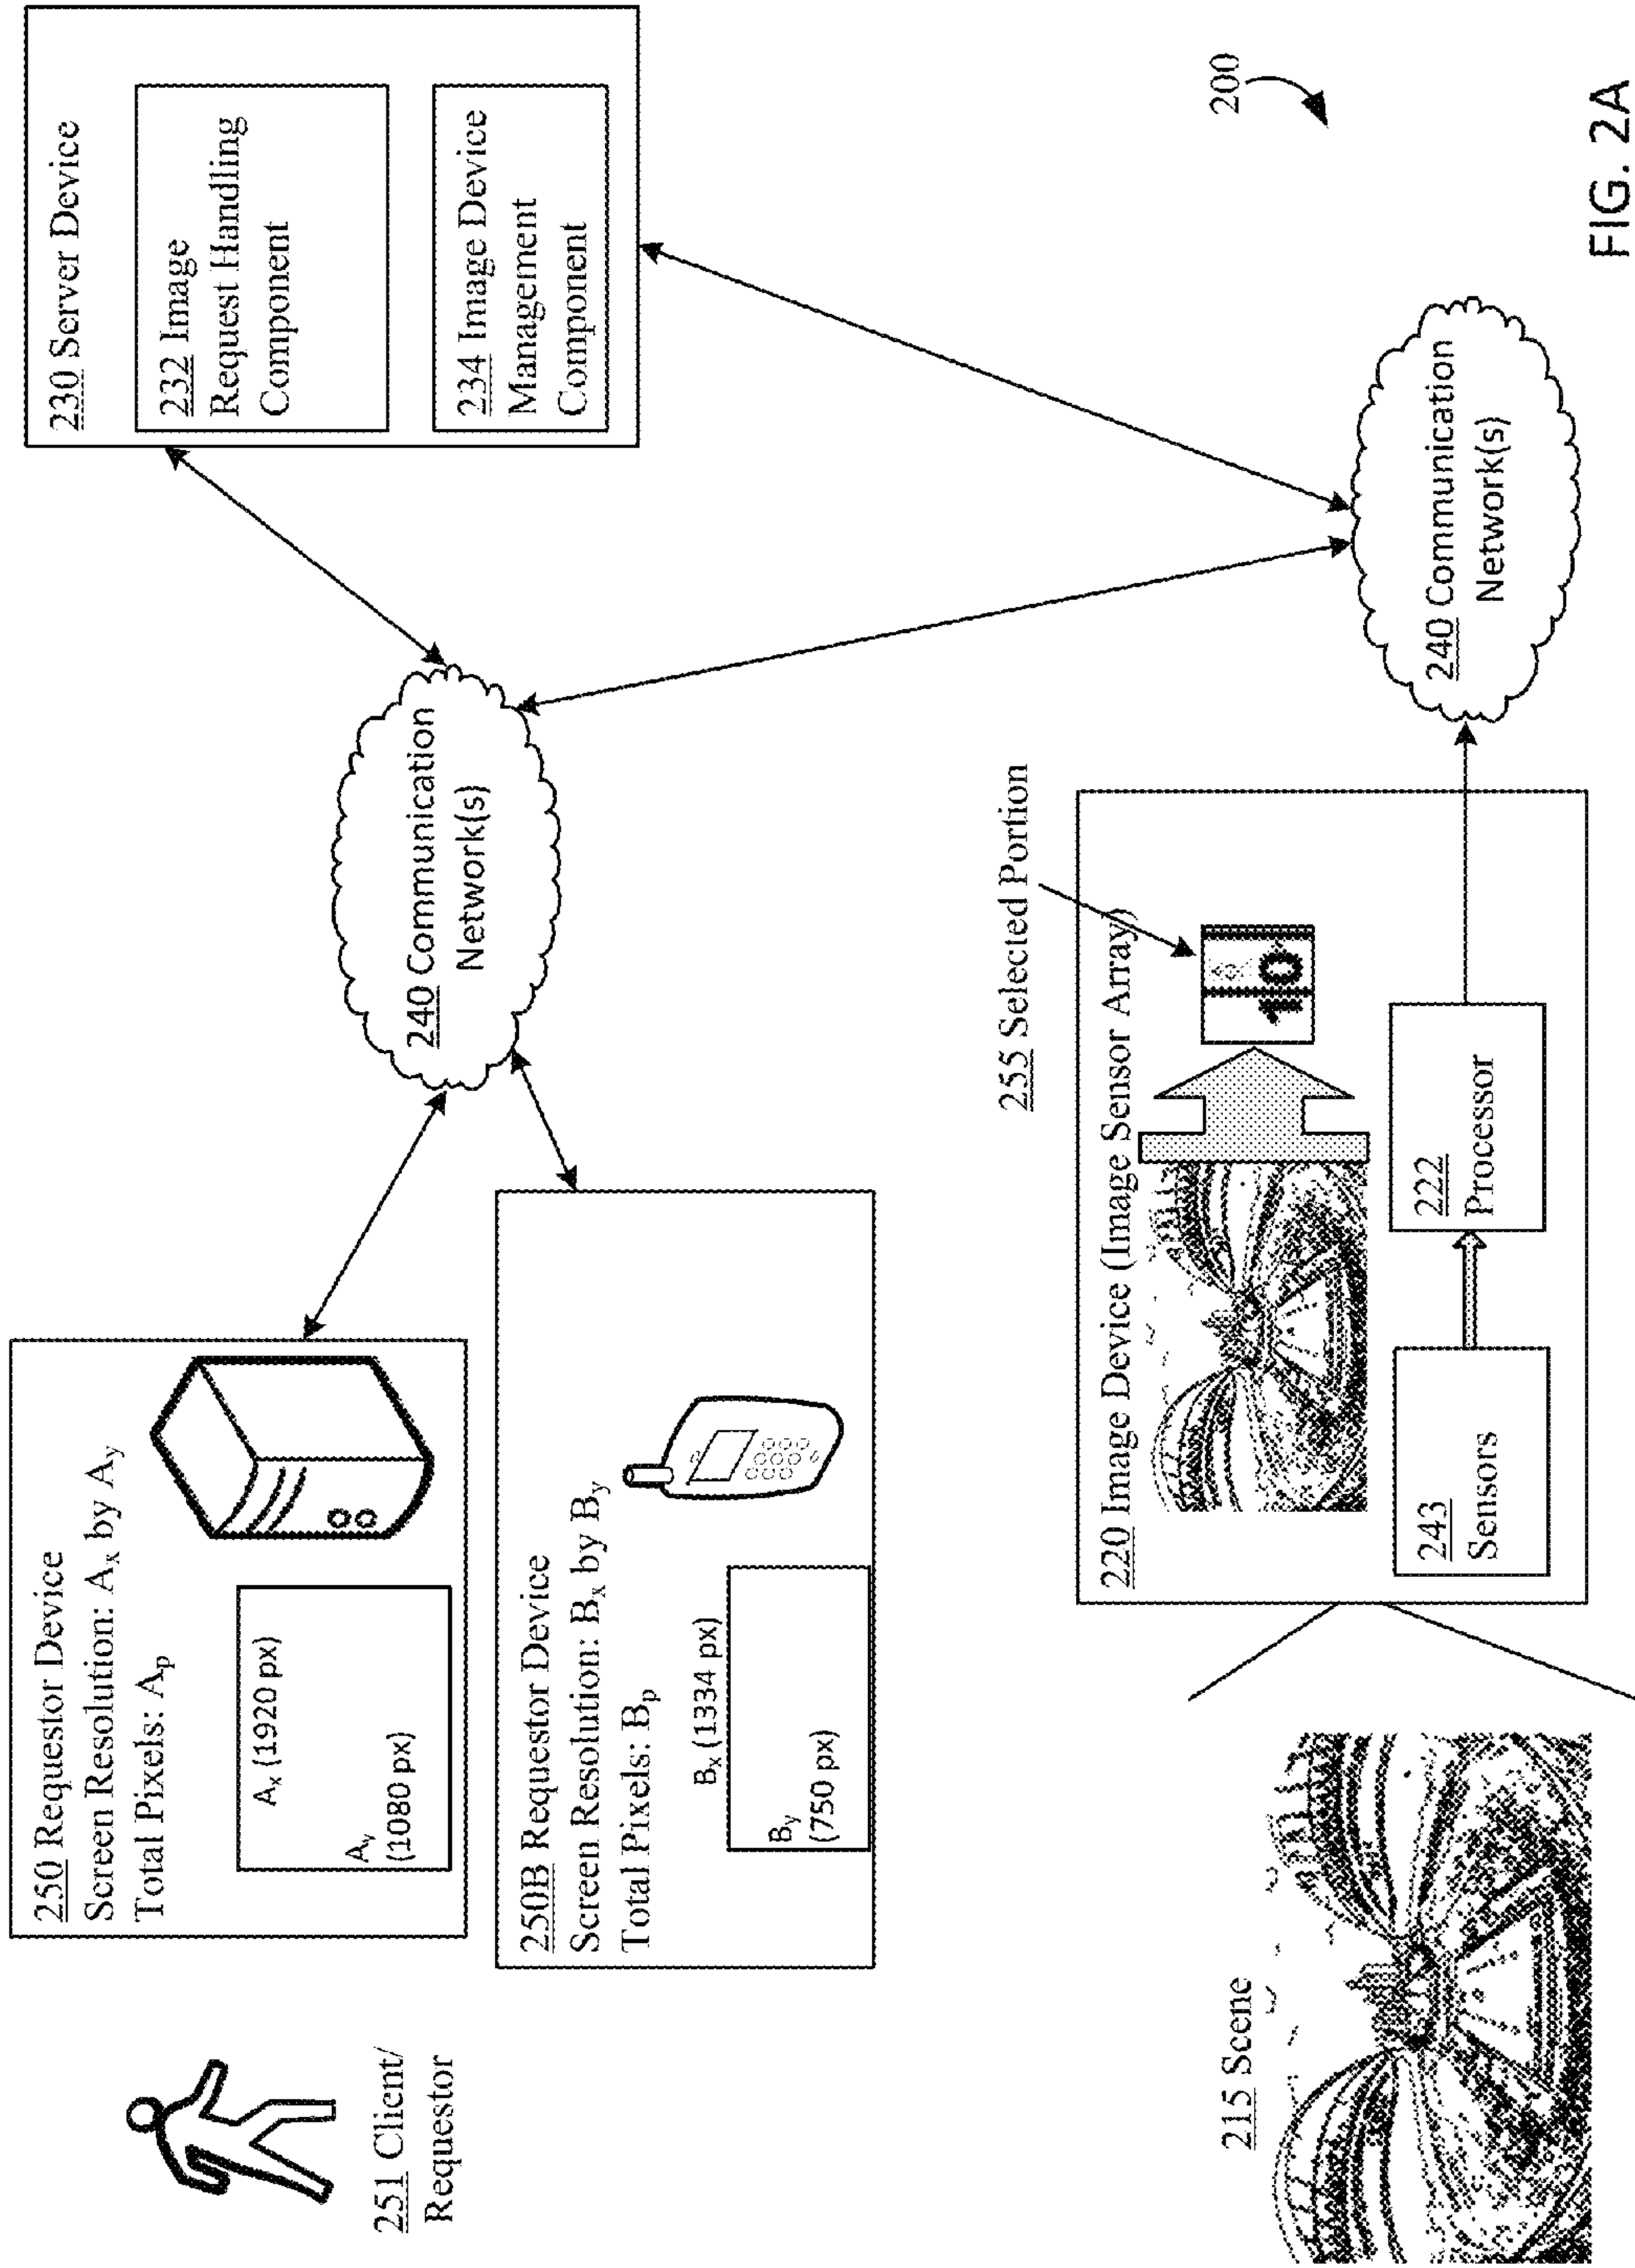 251 Client/
Requestor
250 Requestor Device
Screen Resolution: Ax by Ay
Total Pixels: Ap
Ax (1920 px)
Ay
(1080 px)
250B Requestor Device
Screen Resolution: Bx by By
Total Pixels: Bp
Bx (1334 px)
By
(750 px)
240 Communication
Network(s)
230 Server Device
232 Image
Request Handling
Component
234 Image Device
Management
Component
215 Scene
220 Image Device (Image Sensor Array)
255 Selected Portion
10
243
Sensors
222
Processor
240 Communication
Network(s)
200
FIG. 2A